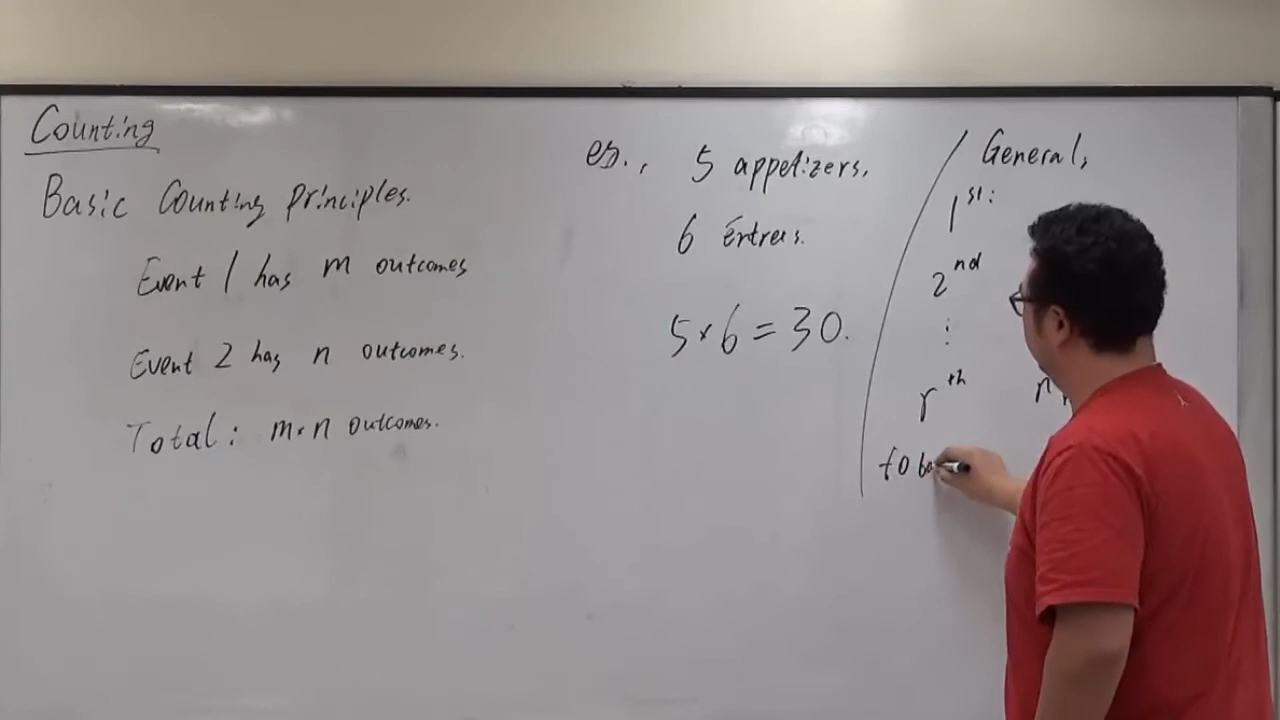 Counting
Basic Counting principles.
Event 1 has m outcomes
Event 2 has n outcomes.
Total: m·n outcomes.
eg., 5 appetizers.
6 Entrees.
5×6=30.
General,
1st:
2nd
⋮
rth n